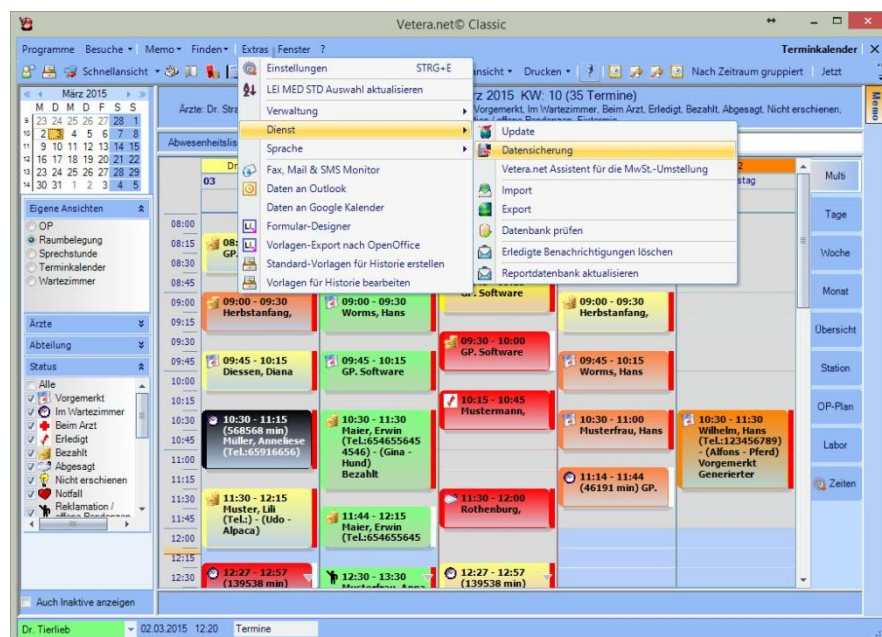 Vetera.net© Classic
Programme Besuche Memo Finden Extras Fenster ?
Terminkalender X
Schnellansicht
nsicht Drucken
Nach Zeitraum gruppiert Jetzt
Einstellungen STRG+E
LEI MED STD Auswahl aktualisieren
Verwaltung
Dienst
Sprache
Fax, Mail & SMS Monitor
Daten an Outlook
Daten an Google Kalender
Formular-Designer
Vorlagen-Export nach OpenOffice
Standard-Vorlagen für Historie erstellen
Vorlagen für Historie bearbeiten
Update
Datensicherung
Vetera.net Assistent für die MwSt.-Umstellung
Import
Export
Datenbank prüfen
Erledigte Benachrichtigungen löschen
Reportdatenbank aktualisieren
März 2015
M D M D F S S
9 23 24 25 26 27 28 1
10 2 3 4 5 6 7 8
11 9 10 11 12 13 14 15
12 16 17 18 19 20 21 22
13 23 24 25 26 27 28 29
14 30 31 1 2 3 4 5
Ärzte: Dr. Stra
rz 2015 KW: 10 (35 Termine)
Vorgemerkt, Im Wartezimmer, Beim Arzt, Erledigt, Bezahlt, Abgesagt, Nicht erschienen,
Memo
Abwesenheitslis
Dr
03
2
stag
Eigene Ansichten
OP
Raumbelegung
Sprechstunde
Terminkalender
Wartezimmer
Ärzte
Abteilung
Status
Alle
Vorgemerkt
Im Wartezimmer
Beim Arzt
Erledigt
Bezahlt
Abgesagt
Nicht erschienen
Notfall
Reklamation /
offene Pendenzen
Auch Inaktive anzeigen
08:00
08:15
08:30
08:45
09:00
09:15
09:30
09:45
10:00
10:15
10:30
10:45
11:00
11:15
11:30
11:45
12:00
12:15
12:30
08:
GP.
09:00 - 09:30
Herbstanfang,
09:45 - 10:15
Diessen, Diana
10:30 - 11:15
(568568 min)
Müller, Anneliese
(Tel.:65916656)
11:30 - 12:15
Muster, Lili
(Tel.:) - (Udo -
Alpaca)
12:27 - 12:57
(139538 min)
09:00 - 09:30
Worms, Hans
09:45 - 10:15
GP. Software
10:30 - 11:30
Maier, Erwin
(Tel.:654655645
4546) - (Gina -
Hund)
Bezahlt
11:44 - 12:15
Maier, Erwin
(Tel.:654655645
12:30 - 13:30
Musterfrau, Anna
GP. Software
09:30 - 10:00
GP. Software
10:15 - 10:45
Mustermann,
11:30 - 12:00
Rothenburg,
12:27 - 12:57
(139538 min)
09:00 - 09:30
Herbstanfang,
09:45 - 10:15
Worms, Hans
10:30 - 11:00
Musterfrau, Hans
11:14 - 11:44
(46191 min) GP.
10:30 - 11:30
Wilhelm, Hans
(Tel.:123456789)
- (Alfons - Pferd)
Vorgemerkt
Generierter
Multi
Tage
Woche
Monat
Übersicht
Station
OP-Plan
Labor
Zeiten
Dr. Tierlieb
02.03.2015 12:20
Termine